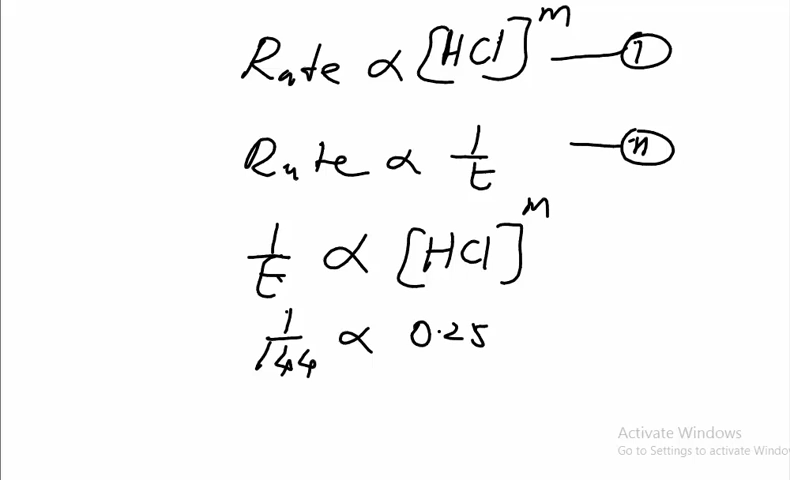 Rate ∝ [HCl]^m — 1
Rate ∝ 1/t — 11
1/t ∝ [HCl]^m
1/144 ∝ 0.25
Activate Windows
Go to Settings to activate Windo